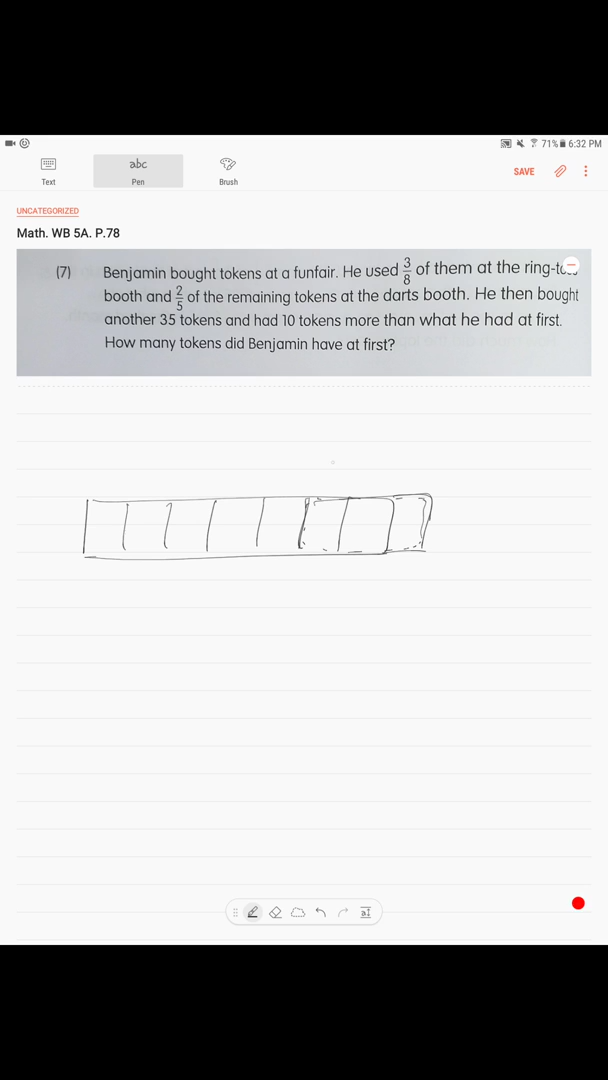 71% 6:32 PM
abc
Text Pen Brush SAVE
UNCATEGORIZED
Math. WB 5A. P.78
(7) Benjamin bought tokens at a funfair. He used 3/8 of them at the ring-
booth and 2/5 of the remaining tokens at the darts booth. He then bought
another 35 tokens and had 10 tokens more than what he had at first.
How many tokens did Benjamin have at first?